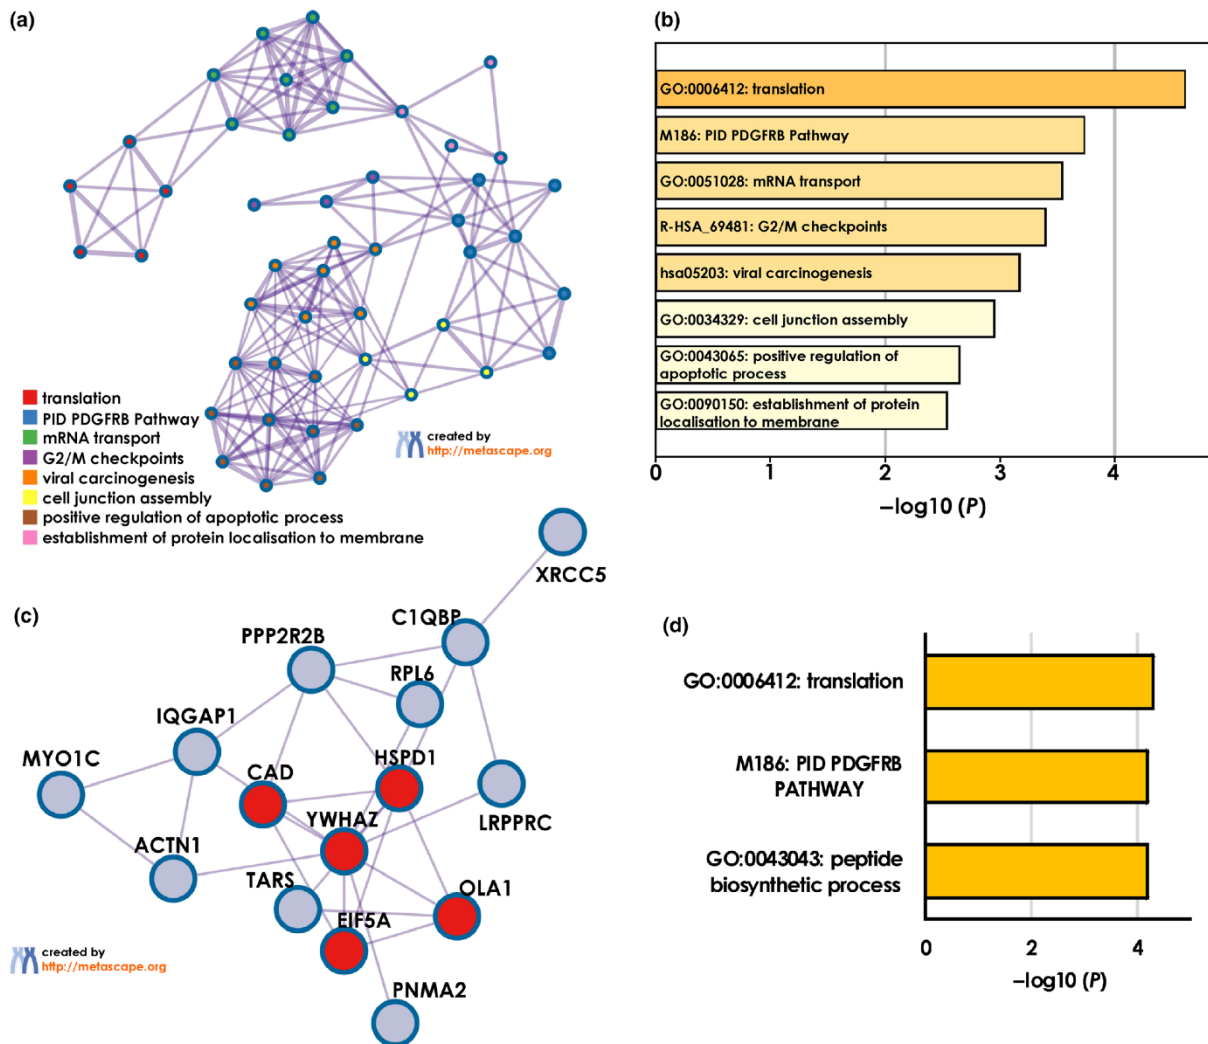 (a)
translation
PID PDGFRB Pathway
mRNA transport
G2/M checkpoints
viral carcinogenesis
cell junction assembly
positive regulation of apoptotic process
establishment of protein localisation to membrane
created by
http://metascape.org
(b)
GO:0006412: translation
M186: PID PDGFRB Pathway
GO:0051028: mRNA transport
R-HSA_69481: G2/M checkpoints
hsa05203: viral carcinogenesis
GO:0034329: cell junction assembly
GO:0043065: positive regulation of
apoptotic process
GO:0090150: establishment of protein
localisation to membrane
0 1 2 3 4
−log10 (P)
(c)
XRCC5
C1QBP
PPP2R2B
RPL6
IQGAP1
MYO1C
HSPD1
CAD
YWHAZ
LRPPRC
ACTN1
TARS
OLA1
EIF5A
PNMA2
created by
http://metascape.org
(d)
GO:0006412: translation
M186: PID PDGFRB
PATHWAY
GO:0043043: peptide
biosynthetic process
0 2 4
−log10 (P)